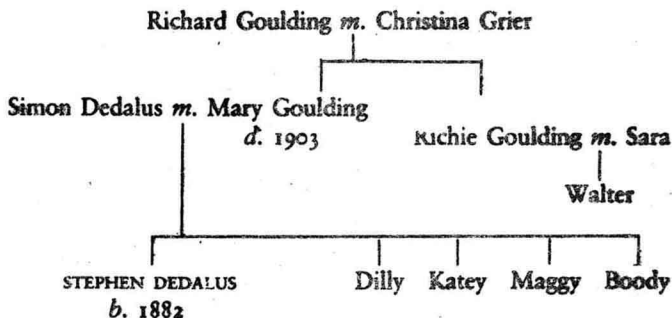 Richard Goulding m. Christina Grier
Simon Dedalus m. Mary Goulding
d. 1903
Richie Goulding m. Sara
Walter
STEPHEN DEDALUS Dilly Katey Maggy Boody
b. 1882